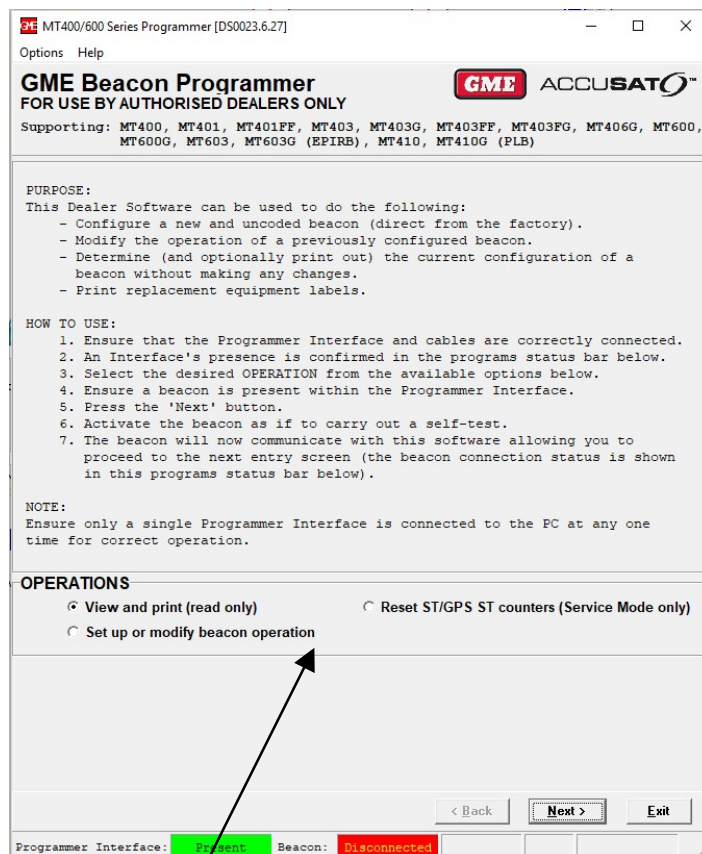 MT400/600 Series Programmer [DS0023.6.27]
Options Help
GME Beacon Programmer
FOR USE BY AUTHORISED DEALERS ONLY
GME ACCUSAT™
Supporting: MT400, MT401, MT401FF, MT403, MT403G, MT403FF, MT403FG, MT406G, MT600,
MT600G, MT603, MT603G (EPIRB), MT410, MT410G (PLB)
PURPOSE:
This Dealer Software can be used to do the following:
- Configure a new and uncoded beacon (direct from the factory).
- Modify the operation of a previously configured beacon.
- Determine (and optionally print out) the current configuration of a
beacon without making any changes.
- Print replacement equipment labels.
HOW TO USE:
1. Ensure that the Programmer Interface and cables are correctly connected.
2. An Interface's presence is confirmed in the programs status bar below.
3. Select the desired OPERATION from the available options below.
4. Ensure a beacon is present within the Programmer Interface.
5. Press the 'Next' button.
6. Activate the beacon as if to carry out a self-test.
7. The beacon will now communicate with this software allowing you to
proceed to the next entry screen (the beacon connection status is shown
in this programs status bar below).
NOTE:
Ensure only a single Programmer Interface is connected to the PC at any one
time for correct operation.
OPERATIONS
View and print (read only)
Reset ST/GPS ST counters (Service Mode only)
Set up or modify beacon operation
< Back Next > Exit
Programmer Interface: Present Beacon: Disconnected